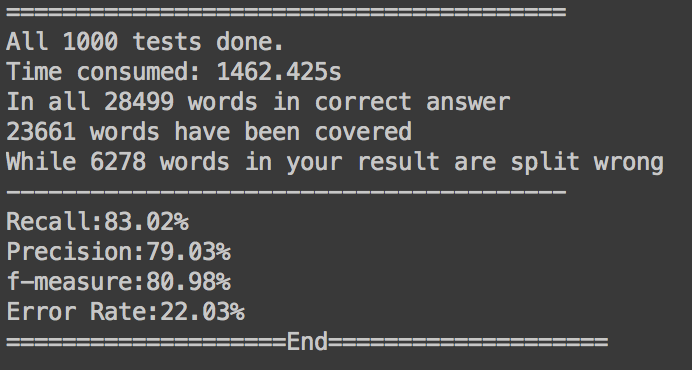 ========================================
All 1000 tests done.
Time consumed: 1462.425s
In all 28499 words in correct answer
23661 words have been covered
While 6278 words in your result are split wrong
----------------------------------------
Recall:83.02%
Precision:79.03%
f-measure:80.98%
Error Rate:22.03%
====================End====================